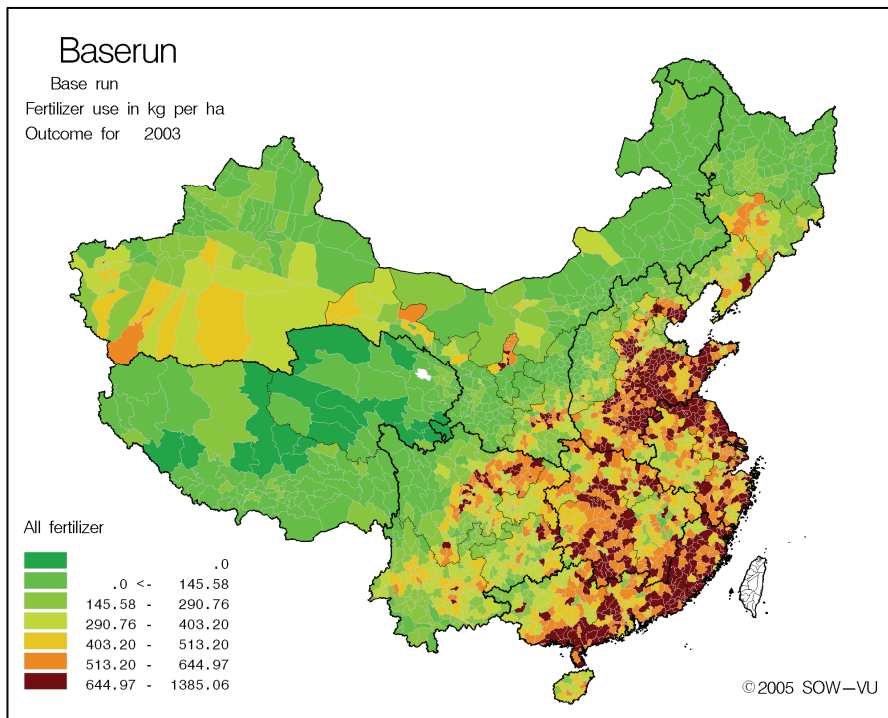 Baserun
Base run
Fertilizer use in kg per ha
Outcome for 2003
All fertilizer
.0
.0 <- 145.58
145.58 - 290.76
290.76 - 403.20
403.20 - 513.20
513.20 - 644.97
644.97 - 1385.06
©2005 SOW–VU